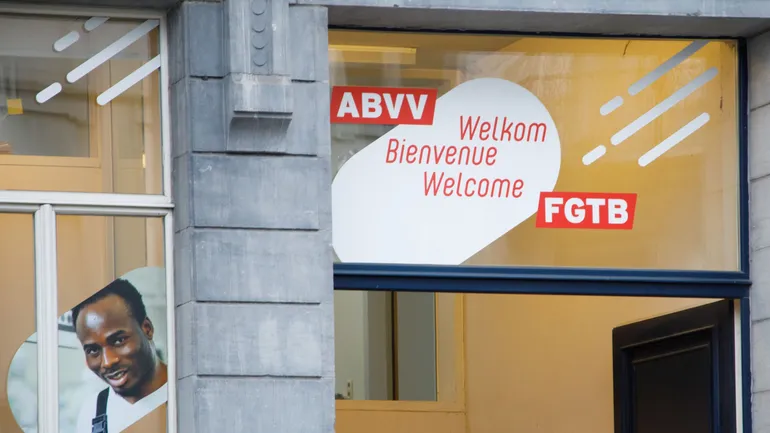 ABVV
Welkom
Bienvenue
Welcome
FGTB